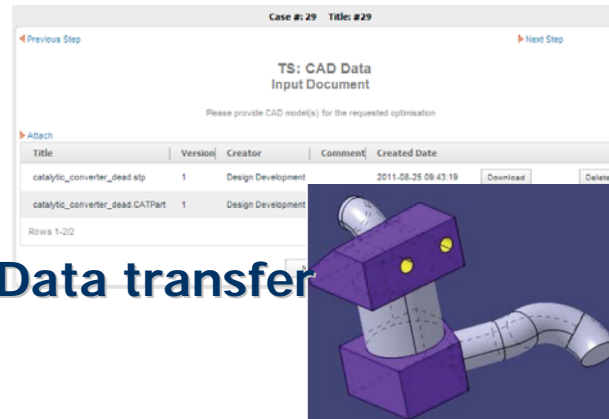 Case #: 29 Title: #29
Previous Step
Next Step
TS: CAD Data
Input Document
Please provide CAD model(s) for the requested optimisation
Attach
Title Version Creator Comment Created Date
catalytic_converter_dead.stp 1 Design Development 2011-08-25 09:43:19 Download Delete
catalytic_converter_dead.CATPart 1 Design Development
Rows 1-2/2
Data transfer